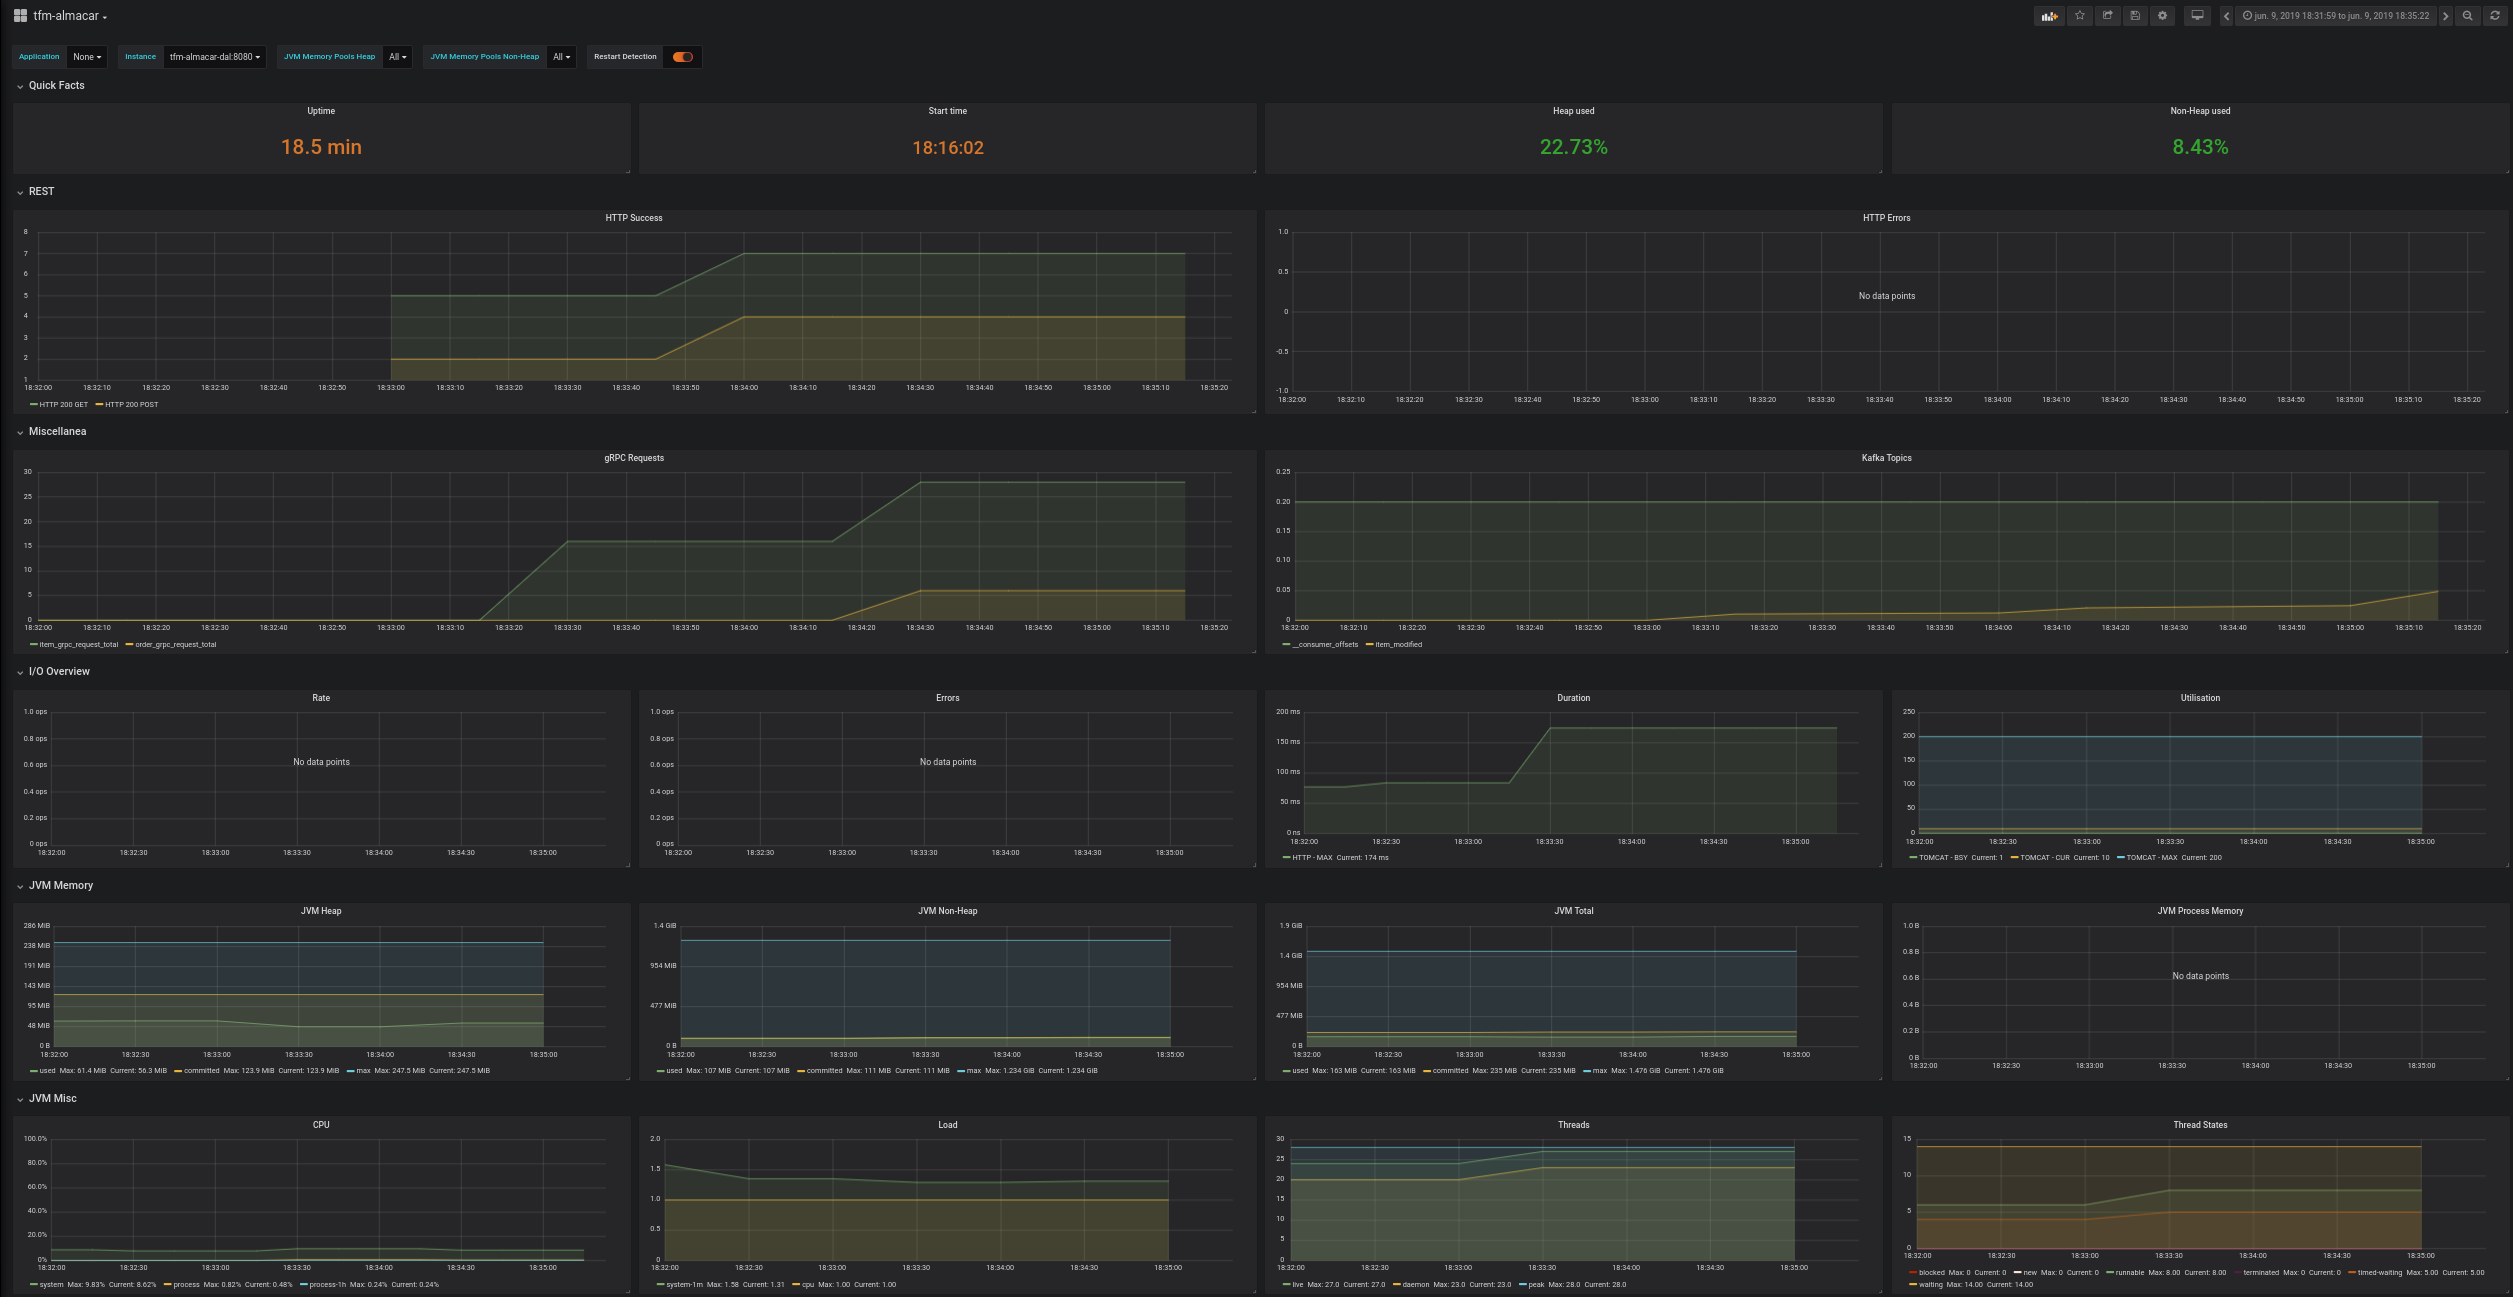 tfm-almacar
jun. 9, 2019 18:31:59 to jun. 9, 2019 18:35:22
Application None Instance tfm-almacar-dal:8080 JVM Memory Pools Heap All JVM Memory Pools Non-Heap All Restart Detection
Quick Facts
Uptime Start time Heap used Non-Heap used
18.5 min 18:16:02 22.73% 8.43%
REST
HTTP Success
8
7
6
5
4
3
2
1
18:32:00 18:32:10 18:32:20 18:32:30 18:32:40 18:32:50 18:33:00 18:33:10 18:33:20 18:33:30 18:33:40 18:33:50 18:34:00 18:34:10 18:34:20 18:34:30 18:34:40 18:34:50 18:35:00 18:35:10 18:35:20
HTTP 200 GET HTTP 200 POST
HTTP Errors
1.0
0.5
No data points
0
-0.5
-1.0
18:32:00 18:32:10 18:32:20 18:32:30 18:32:40 18:32:50 18:33:00 18:33:10 18:33:20 18:33:30 18:33:40 18:33:50 18:34:00 18:34:10 18:34:20 18:34:30 18:34:40 18:34:50 18:35:00 18:35:10 18:35:20
Miscellanea
gRPC Requests
30
25
20
15
10
5
0
18:32:00 18:32:10 18:32:20 18:32:30 18:32:40 18:32:50 18:33:00 18:33:10 18:33:20 18:33:30 18:33:40 18:33:50 18:34:00 18:34:10 18:34:20 18:34:30 18:34:40 18:34:50 18:35:00 18:35:10 18:35:20
item_grpc_request_total order_grpc_request_total
Kafka Topics
0.25
0.20
0.15
0.10
0.05
0
18:32:00 18:32:10 18:32:20 18:32:30 18:32:40 18:32:50 18:33:00 18:33:10 18:33:20 18:33:30 18:33:40 18:33:50 18:34:00 18:34:10 18:34:20 18:34:30 18:34:40 18:34:50 18:35:00 18:35:10 18:35:20
__consumer_offsets item_modified
I/O Overview
Rate
1.0 ops
0.8 ops
No data points
0.6 ops
0.4 ops
0.2 ops
0 ops
18:32:00 18:32:30 18:33:00 18:33:30 18:34:00 18:34:30 18:35:00
Errors
1.0 ops
0.8 ops
No data points
0.6 ops
0.4 ops
0.2 ops
0 ops
18:32:00 18:32:30 18:33:00 18:33:30 18:34:00 18:34:30 18:35:00
Duration
200 ms
150 ms
100 ms
50 ms
0 ns
18:32:00 18:32:30 18:33:00 18:33:30 18:34:00 18:34:30 18:35:00
HTTP - MAX Current: 174 ms
Utilisation
250
200
150
100
50
0
18:32:00 18:32:30 18:33:00 18:33:30 18:34:00 18:34:30 18:35:00
TOMCAT - BSY Current: 1 TOMCAT - CUR Current: 10 TOMCAT - MAX Current: 200
JVM Memory
JVM Heap
286 MiB
238 MiB
191 MiB
143 MiB
95 MiB
48 MiB
0 B
18:32:00 18:32:30 18:33:00 18:33:30 18:34:00 18:34:30 18:35:00
used Max: 61.4 MiB Current: 56.3 MiB committed Max: 123.9 MiB Current: 123.9 MiB max Max: 247.5 MiB Current: 247.5 MiB
JVM Non-Heap
1.4 GiB
954 MiB
477 MiB
0 B
18:32:00 18:32:30 18:33:00 18:33:30 18:34:00 18:34:30 18:35:00
used Max: 107 MiB Current: 107 MiB committed Max: 111 MiB Current: 111 MiB max Max: 1.234 GiB Current: 1.234 GiB
JVM Total
1.9 GiB
1.4 GiB
954 MiB
477 MiB
0 B
18:32:00 18:32:30 18:33:00 18:33:30 18:34:00 18:34:30 18:35:00
used Max: 163 MiB Current: 163 MiB committed Max: 235 MiB Current: 235 MiB max Max: 1.476 GiB Current: 1.476 GiB
JVM Process Memory
1.0 B
0.8 B
No data points
0.6 B
0.4 B
0.2 B
0 B
18:32:00 18:32:30 18:33:00 18:33:30 18:34:00 18:34:30 18:35:00
JVM Misc
CPU
100.0%
80.0%
60.0%
40.0%
20.0%
0%
18:32:00 18:32:30 18:33:00 18:33:30 18:34:00 18:34:30 18:35:00
system Max: 9.83% Current: 8.62% process Max: 0.82% Current: 0.48% process-1h Max: 0.24% Current: 0.24%
Load
2.0
1.5
1.0
0.5
0
18:32:00 18:32:30 18:33:00 18:33:30 18:34:00 18:34:30 18:35:00
system-1m Max: 1.58 Current: 1.31 cpu Max: 1.00 Current: 1.00
Threads
30
25
20
15
10
5
0
18:32:00 18:32:30 18:33:00 18:33:30 18:34:00 18:34:30 18:35:00
live Max: 27.0 Current: 27.0 daemon Max: 23.0 Current: 23.0 peak Max: 28.0 Current: 28.0
Thread States
15
10
5
0
18:32:00 18:32:30 18:33:00 18:33:30 18:34:00 18:34:30 18:35:00
blocked Max: 0 Current: 0 new Max: 0 Current: 0 runnable Max: 8.00 Current: 8.00 terminated Max: 0 Current: 0 timed-waiting Max: 5.00 Current: 5.00
waiting Max: 14.00 Current: 14.00